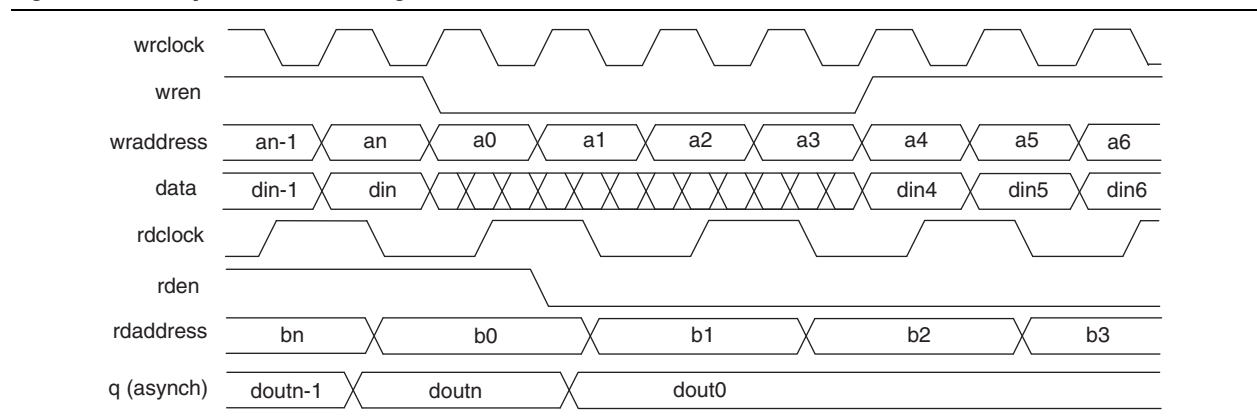 wrclock
wren
wraddress an-1 an a0 a1 a2 a3 a4 a5 a6
data din-1 din din4 din5 din6
rdclock
rden
rdaddress bn b0 b1 b2 b3
q (asynch) doutn-1 doutn dout0